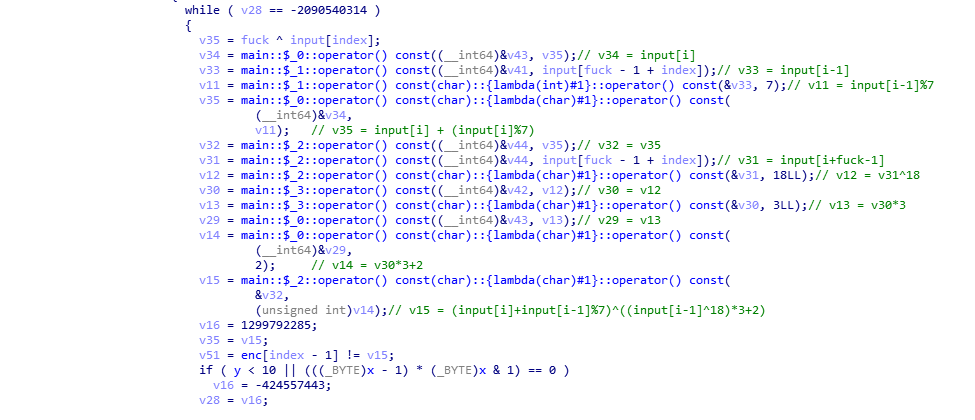 while ( v28 == -2090540314 )
{
v35 = fuck ^ input[index];
v34 = main::$_0::operator() const((__int64)&v43, v35);// v34 = input[i]
v33 = main::$_1::operator() const((__int64)&v41, input[fuck - 1 + index]);// v33 = input[i-1]
v11 = main::$_1::operator() const(char)::{lambda(int)#1}::operator() const(&v33, 7);// v11 = input[i-1]%7
v35 = main::$_0::operator() const(char)::{lambda(char)#1}::operator() const(
(__int64)&v34,
v11); // v35 = input[i] + (input[i]%7)
v32 = main::$_2::operator() const((__int64)&v44, v35);// v32 = v35
v31 = main::$_2::operator() const((__int64)&v44, input[fuck - 1 + index]);// v31 = input[i+fuck-1]
v12 = main::$_2::operator() const(char)::{lambda(char)#1}::operator() const(&v31, 18LL);// v12 = v31^18
v30 = main::$_3::operator() const((__int64)&v42, v12);// v30 = v12
v13 = main::$_3::operator() const(char)::{lambda(char)#1}::operator() const(&v30, 3LL);// v13 = v30*3
v29 = main::$_0::operator() const((__int64)&v43, v13);// v29 = v13
v14 = main::$_0::operator() const(char)::{lambda(char)#1}::operator() const(
(__int64)&v29,
2); // v14 = v30*3+2
v15 = main::$_2::operator() const(char)::{lambda(char)#1}::operator() const(
&v32,
(unsigned int)v14);// v15 = (input[i]+input[i-1]%7)^((input[i-1]^18)*3+2)
v16 = 1299792285;
v35 = v15;
v51 = enc[index - 1] != v15;
if ( y < 10 || (((_BYTE)x - 1) * (_BYTE)x & 1) == 0 )
v16 = -424557443;
v28 = v16;